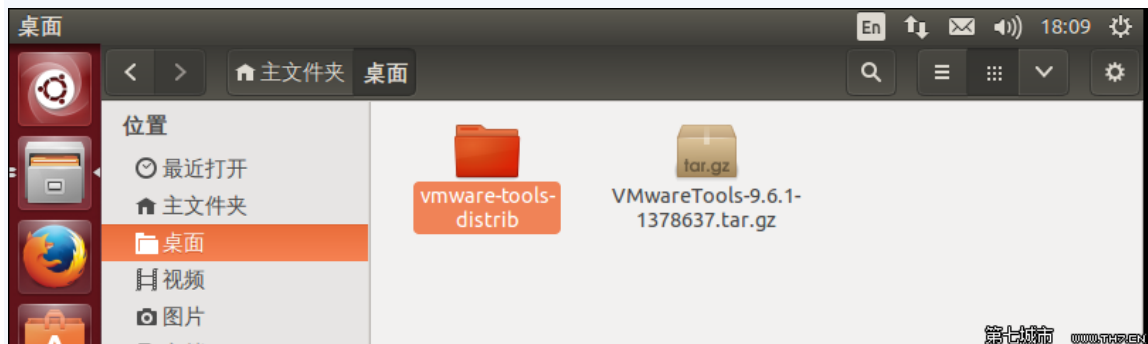 桌面
En
18:09
主文件夹 桌面
位置
最近打开
主文件夹
桌面
视频
图片
vmware-tools-
distrib
tar.gz
VMwareTools-9.6.1-
1378637.tar.gz
第七城市 WWW.TH7.CN